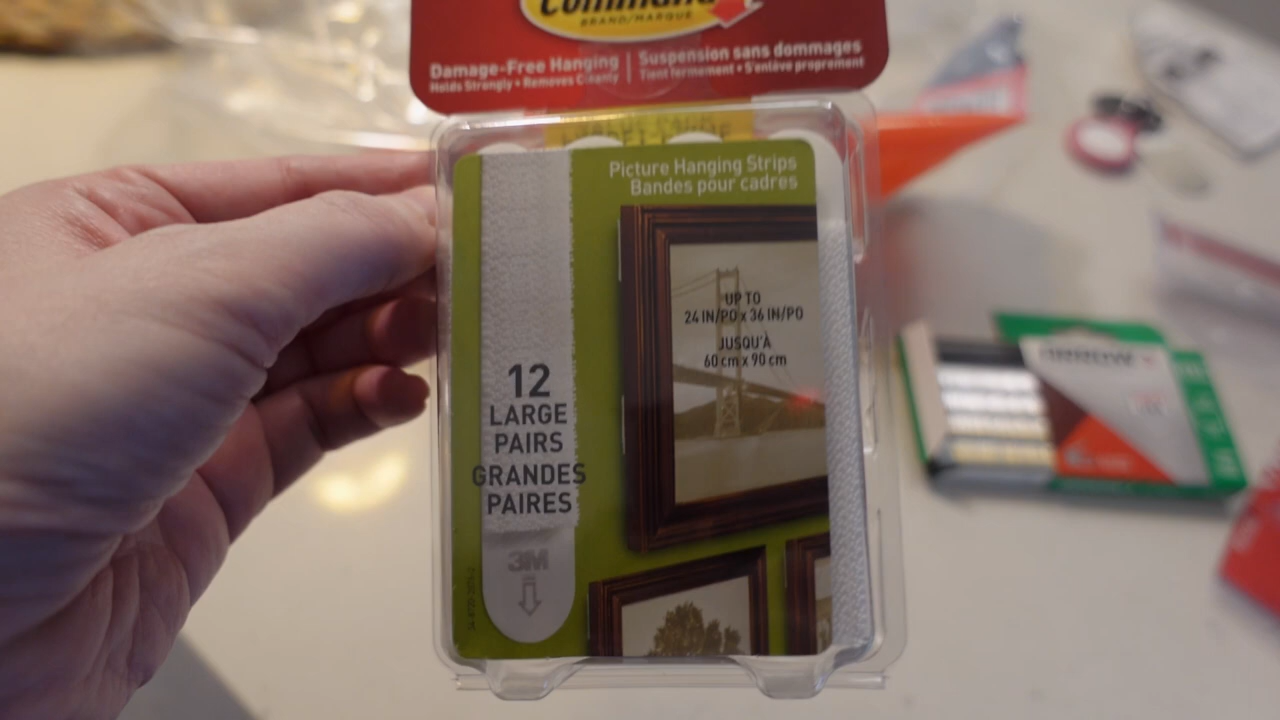 Command
BRAND/MARQUE
Damage-Free Hanging
Holds Strongly • Removes Cleanly
Suspension sans dommages
Tient fermement • S'enlève proprement
Picture Hanging Strips
Bandes pour cadres
UP TO
24 IN/PO x 36 IN/PO
JUSQU'À
60 cm x 90 cm
12
LARGE
PAIRS
GRANDES
PAIRES
3M
ARROW